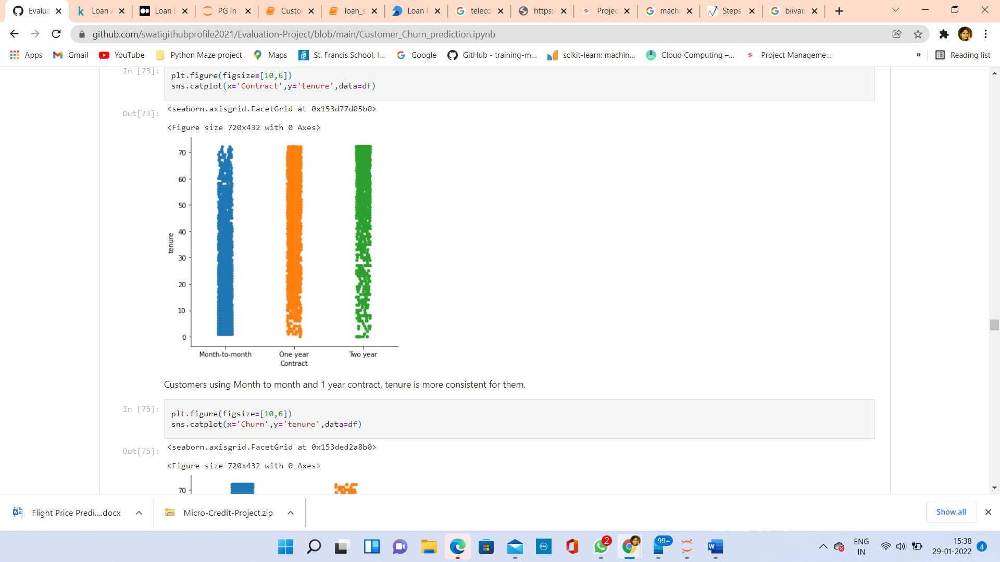 Evalua
Loan A
Loan D
PG In
Custo
loan_s
Loan P
teleco
https:/
Projec
machi
Steps
biivari
github.com/swatigithubprofile2021/Evaluation-Project/blob/main/Customer_Churn_prediction.ipynb
Apps
Gmail
YouTube
Python Maze project
Maps
St. Francis School, I...
Google
GitHub - training-m...
scikit-learn: machin...
Cloud Computing –...
Project Manageme...
»
Reading list
In [73]:
plt.figure(figsize=[10,6])
sns.catplot(x='Contract',y='tenure',data=df)
Out[73]:
<seaborn.axisgrid.FacetGrid at 0x153d77d05b0>
<Figure size 720x432 with 0 Axes>
70
60
50
40
30
20
10
0
tenure
Month-to-month
One year
Two year
Contract
Customers using Month to month and 1 year contract, tenure is more consistent for them.
In [75]:
plt.figure(figsize=[10,6])
sns.catplot(x='Churn',y='tenure',data=df)
Out[75]:
<seaborn.axisgrid.FacetGrid at 0x153ded2a8b0>
<Figure size 720x432 with 0 Axes>
70
Flight Price Predi....docx
Micro-Credit-Project.zip
Show all
2
99+
ENG
IN
15:38
29-01-2022
4